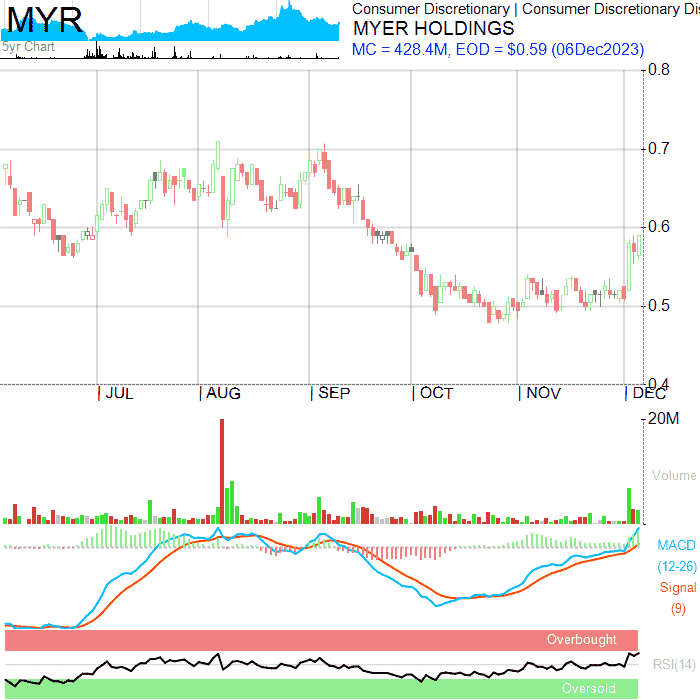 MYR
5yr Chart
Consumer Discretionary | Consumer Discretionary Dis
MYER HOLDINGS
MC = 428.4M, EOD = $0.59 (06Dec2023)
0.8
0.7
0.6
0.5
0.4
JUL
AUG
SEP
OCT
NOV
DEC
20M
Volume
MACD
(12-26)
Signal
(9)
Overbought
RSI(14)
Oversold